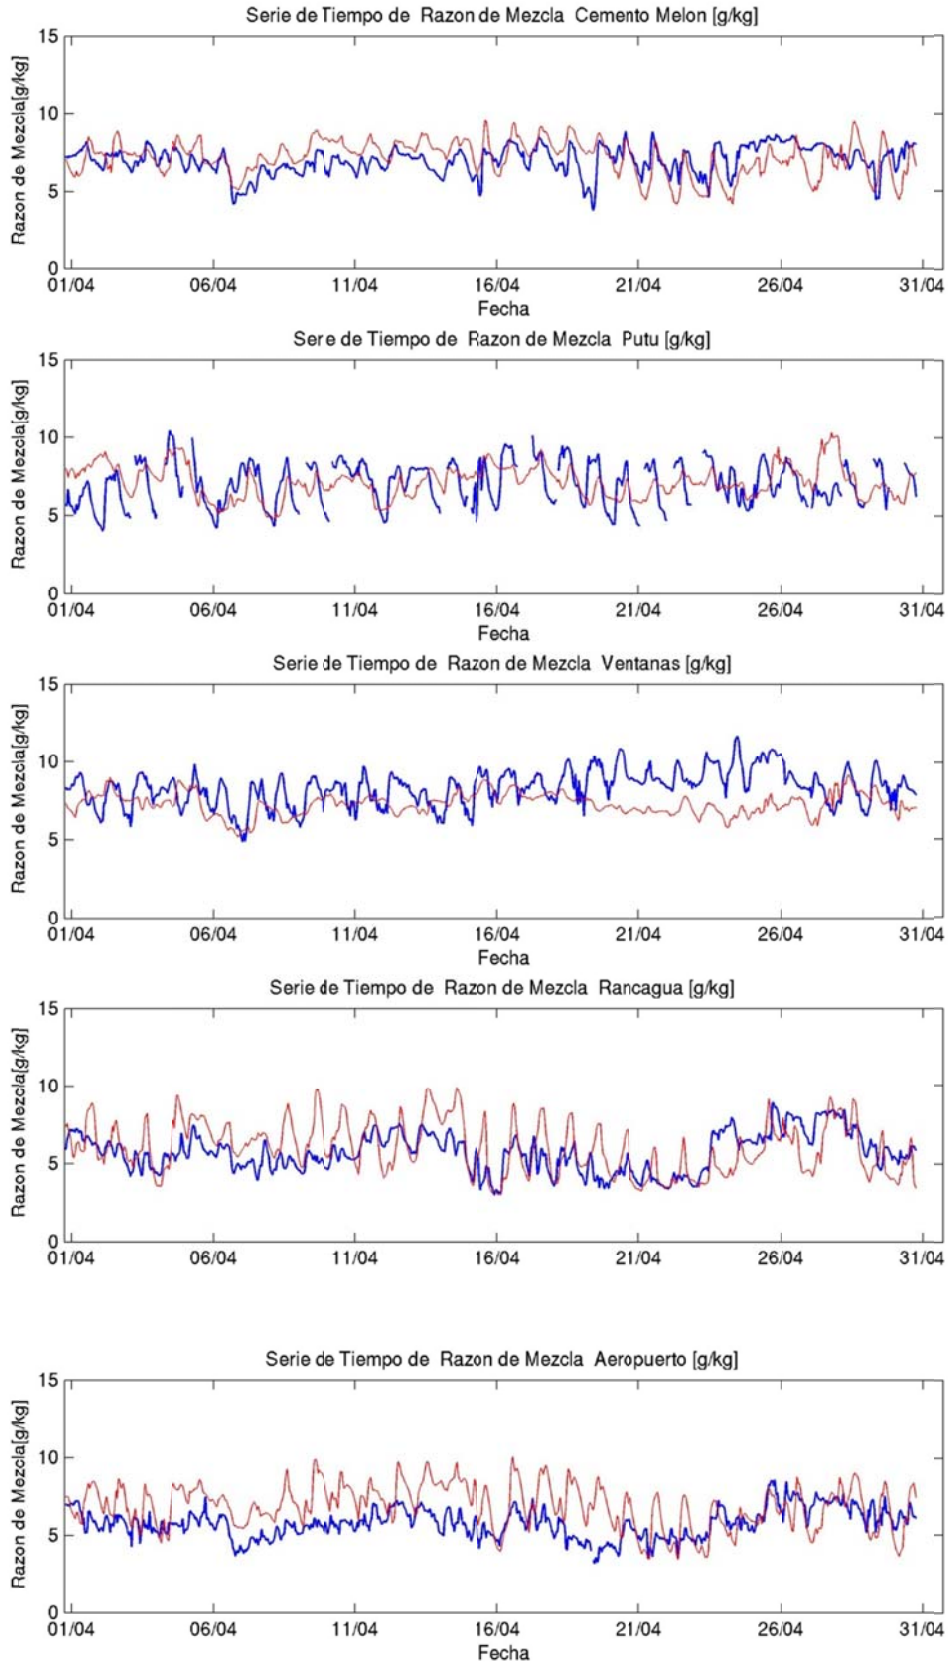 Serie de Tiempo de Razon de Mezcla Cemento Melon [g/kg]
15
10
5
0
Razon de Mezcla[g/kg]
01/04 06/04 11/04 16/04 21/04 26/04 31/04
Fecha
Sere de Tiempo de Razon de Mezcla Putu [g/kg]
15
10
5
0
Razon de Mezcla[g/kg]
01/04 06/04 11/04 16/04 21/04 26/04 31/04
Fecha
Serie de Tiempo de Razon de Mezcla Ventanas [g/kg]
15
10
5
0
Razon de Mezcla[g/kg]
01/04 06/04 11/04 16/04 21/04 26/04 31/04
Fecha
Serie de Tiempo de Razon de Mezcla Rancagua [g/kg]
15
10
5
0
Razon de Mezcla[g/kg]
01/04 06/04 11/04 16/04 21/04 26/04 31/04
Fecha
Serie de Tiempo de Razon de Mezcla Aeropuerto [g/kg]
15
10
5
0
Razon de Mezcla[g/kg]
01/04 06/04 11/04 16/04 21/04 26/04 31/04
Fecha